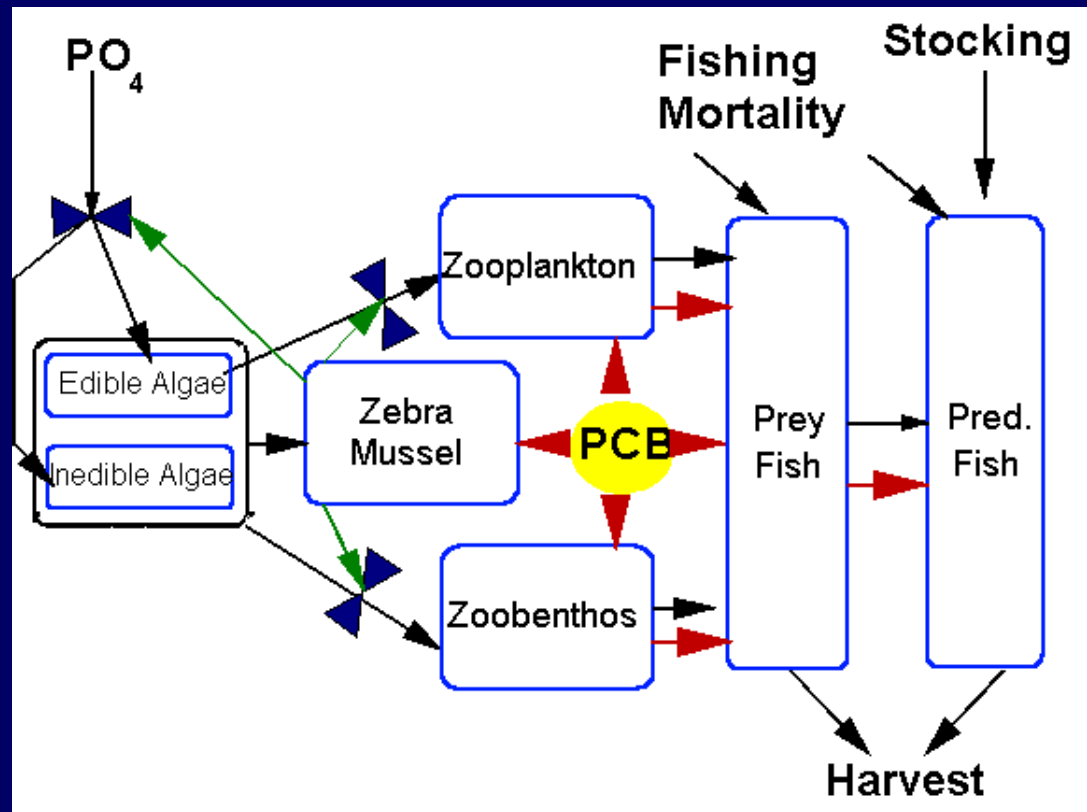 PO4
Fishing
Mortality
Stocking
Zooplankton
Edible Algae
Inedible Algae
Zebra
Mussel
PCB
Prey
Fish
Pred.
Fish
Zoobenthos
Harvest